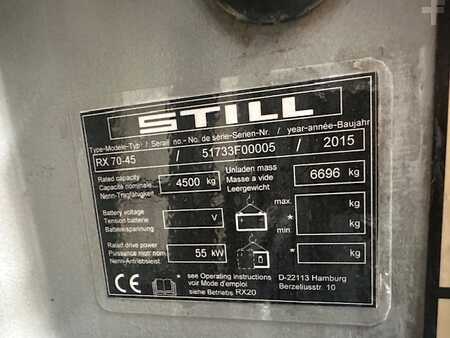 STILL
Type-Modele-Typ / Serial no.- No. de série-Serien-Nr. / year-année-Baujahr
RX 70-45 / 51733F00005 / 2015
Rated capacity
Capacite nominale
Nenn-Tragfähigkeit
4500 kg
Unladen mass
Masse a vide
Leergewicht
6696 kg
Battery voltage
Tension batterie
Batteriespannung
V
max. kg
* min. kg
Rated drive power
Puissance motr nom
Nenn-Antriebsleist
55 kW
* kg
CE
* see Operating instructions
voir Mode d'emploi
siehe Betriebs RX20
D-22113 Hamburg
Berzeliusstr. 10